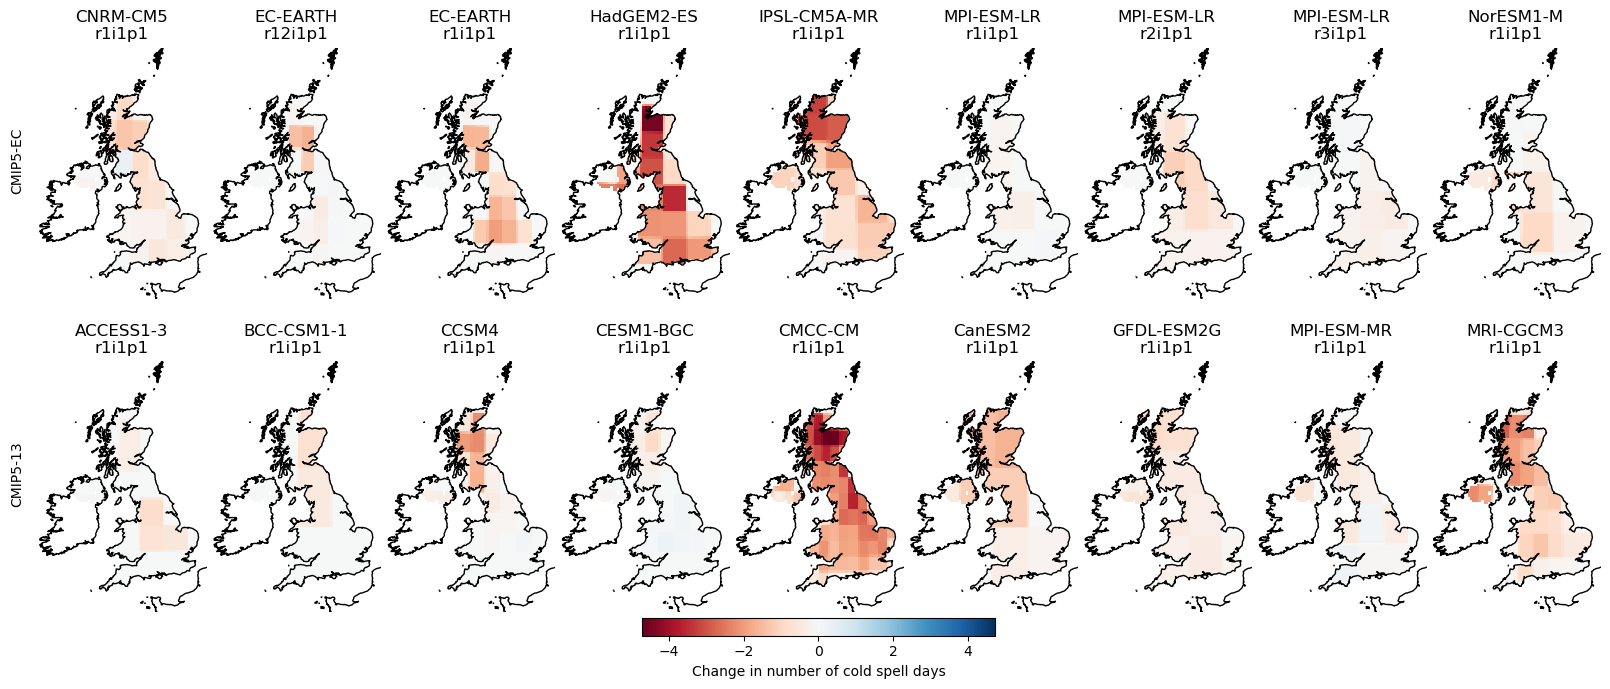 CNRM-CM5
r1i1p1
EC-EARTH
r12i1p1
EC-EARTH
r1i1p1
HadGEM2-ES
r1i1p1
IPSL-CM5A-MR
r1i1p1
MPI-ESM-LR
r1i1p1
MPI-ESM-LR
r2i1p1
MPI-ESM-LR
r3i1p1
NorESM1-M
r1i1p1
CMIP5-EC
ACCESS1-3
r1i1p1
BCC-CSM1-1
r1i1p1
CCSM4
r1i1p1
CESM1-BGC
r1i1p1
CMCC-CM
r1i1p1
CanESM2
r1i1p1
GFDL-ESM2G
r1i1p1
MPI-ESM-MR
r1i1p1
MRI-CGCM3
r1i1p1
CMIP5-13
−4 −2 0 2 4
Change in number of cold spell days